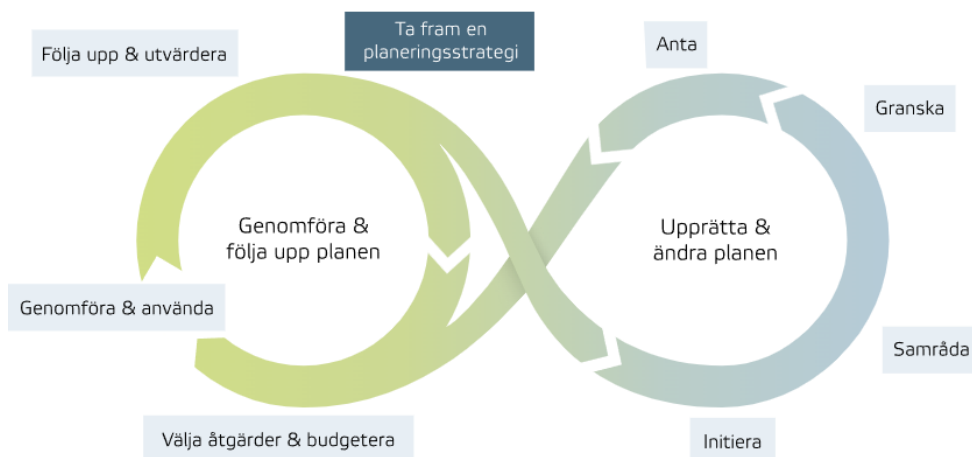 Ta fram en
planeringsstrategi
Följa upp & utvärdera
Anta
Granska
Genomföra &
följa upp planen
Upprätta &
ändra planen
Genomföra & använda
Samråda
Välja åtgärder & budgetera
Initiera